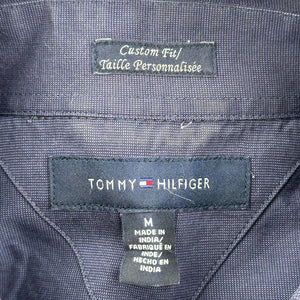 Custom Fit/
Taille Personnalisée
TOMMY HILFIGER
M
MADE IN
INDIA/
FABRIQUÉ EN
INDE/
HECHO EN
INDIA